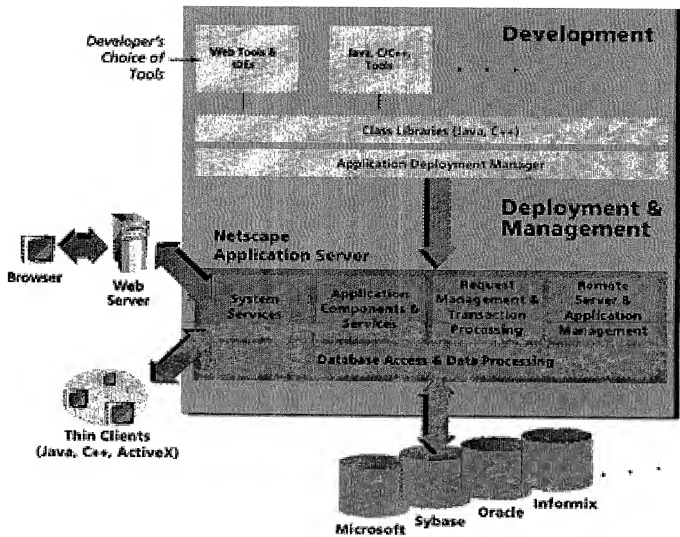 Developer's
Choice of
Tools
Web Tools &
IDEs
Java, C/C++,
Tools
. . .
Development
Class Libraries (Java, C++)
Application Deployment Manager
Deployment &
Management
Netscape
Application Server
Browser
Web
Server
System
Services
Application
Components &
Services
Request
Management &
Transaction
Processing
Remote
Server &
Application
Management
Database Access & Data Processing
Thin Clients
(Java, C++, ActiveX)
Microsoft
Sybase
Oracle
Informix
. . .